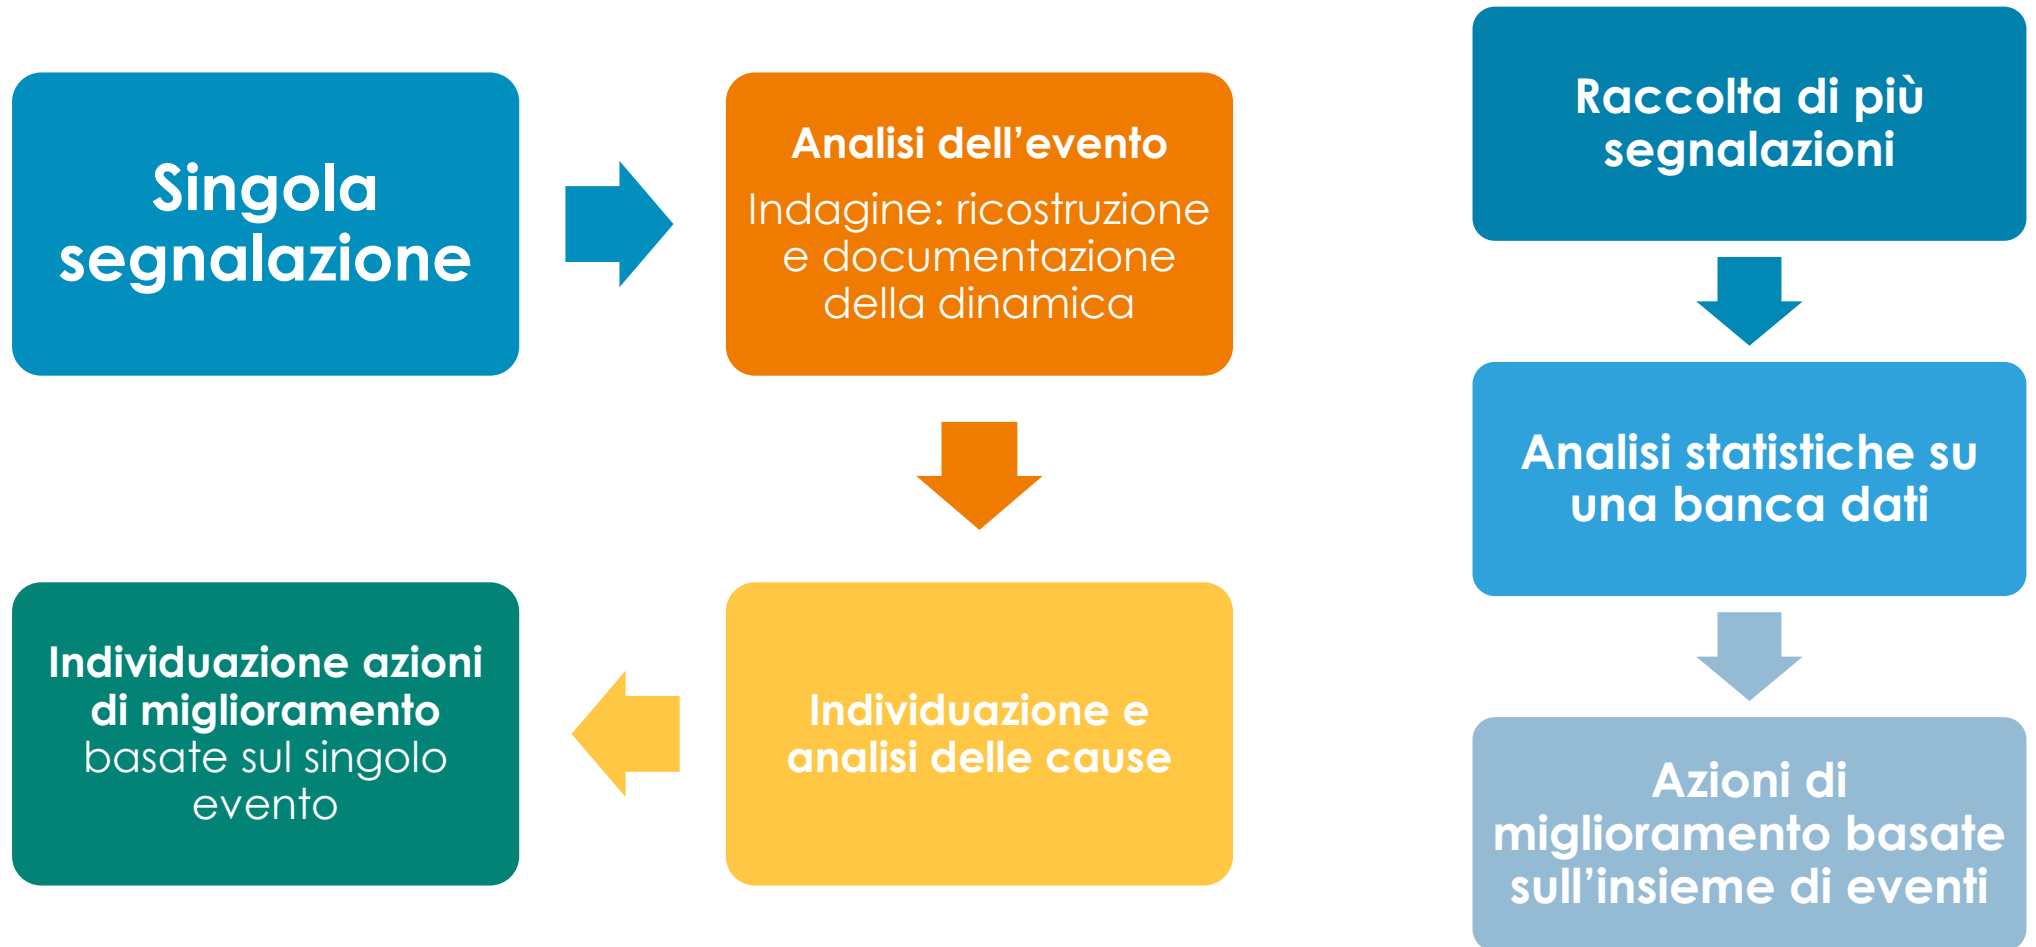 Singola
segnalazione
Analisi dell’evento
Indagine: ricostruzione
e documentazione
della dinamica
Individuazione e
analisi delle cause
Individuazione azioni
di miglioramento
basate sul singolo
evento
Raccolta di più
segnalazioni
Analisi statistiche su
una banca dati
Azioni di
miglioramento basate
sull’insieme di eventi